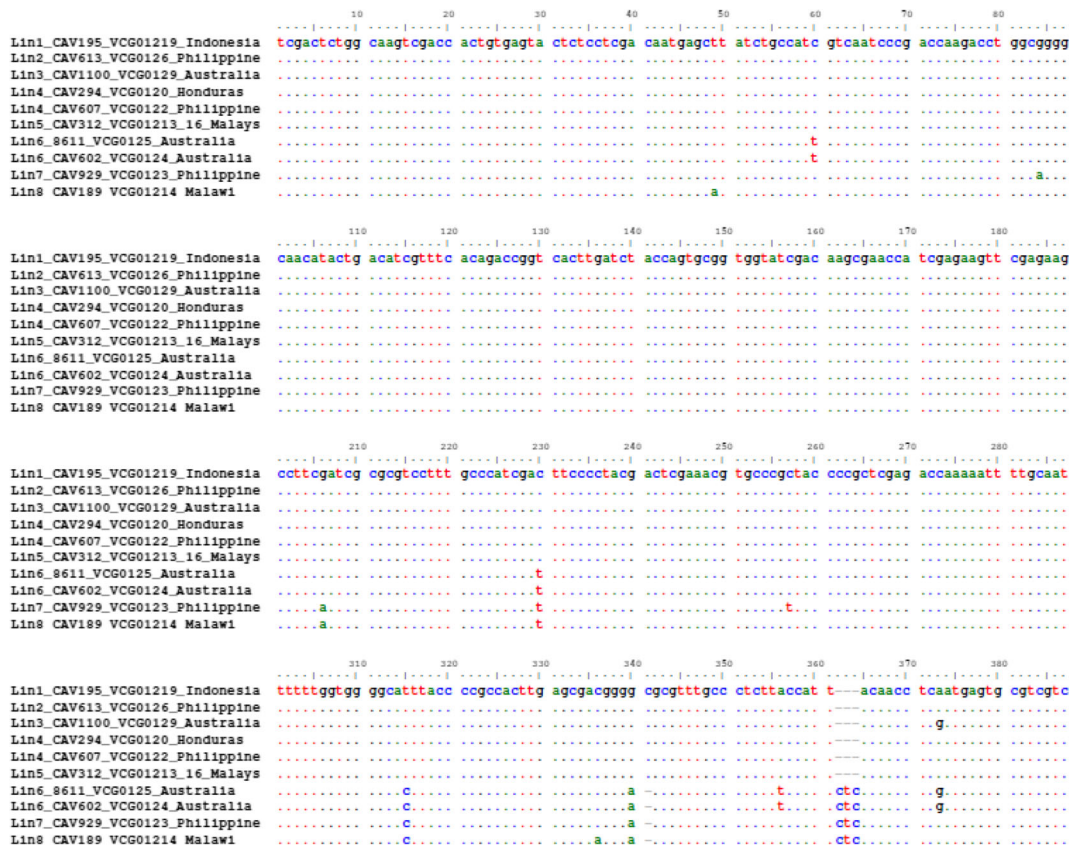 10 20 30 40 50 60 70 80
Lin1_CAV195_VCG01219_Indonesia tcgactctgg caagtcgacc actgtgagta ctctcctcga caatgagctt atctgccatc gtcaatcccg accaagacct ggcgggg
Lin2_CAV613_VCG0126_Philippine .......... .......... .......... .......... .......... .......... .......... .......... .......
Lin3_CAV1100_VCG0129_Australia .......... .......... .......... .......... .......... .......... .......... .......... .......
Lin4_CAV294_VCG0120_Honduras .......... .......... .......... .......... .......... .......... .......... .......... .......
Lin4_CAV607_VCG0122_Philippine .......... .......... .......... .......... .......... .......... .......... .......... .......
Lin5_CAV312_VCG01213_16_Malays .......... .......... .......... .......... .......... .......... .......... .......... .......
Lin6_8611_VCG0125_Australia .......... .......... .......... .......... .......... .........t .......... .......... .......
Lin6_CAV602_VCG0124_Australia .......... .......... .......... .......... .......... .........t .......... .......... .......
Lin7_CAV929_VCG0123_Philippine .......... .......... .......... .......... .......... .......... .......... .......... ...a...
Lin8 CAV189 VCG01214 Malawi .......... .......... .......... .......... ........a. .......... .......... .......... .......
110 120 130 140 150 160 170 180
Lin1_CAV195_VCG01219_Indonesia caacatactg acatcgtttc acagaccggt cacttgatct accagtgcgg tggtatcgac aagcgaacca tcgagaagtt cgagaag
Lin2_CAV613_VCG0126_Philippine .......... .......... .......... .......... .......... .......... .......... .......... .......
Lin3_CAV1100_VCG0129_Australia .......... .......... .......... .......... .......... .......... .......... .......... .......
Lin4_CAV294_VCG0120_Honduras .......... .......... .......... .......... .......... .......... .......... .......... .......
Lin4_CAV607_VCG0122_Philippine .......... .......... .......... .......... .......... .......... .......... .......... .......
Lin5_CAV312_VCG01213_16_Malays .......... .......... .......... .......... .......... .......... .......... .......... .......
Lin6_8611_VCG0125_Australia .......... .......... .......... .......... .......... .......... .......... .......... .......
Lin6_CAV602_VCG0124_Australia .......... .......... .......... .......... .......... .......... .......... .......... .......
Lin7_CAV929_VCG0123_Philippine .......... .......... .......... .......... .......... .......... .......... .......... .......
Lin8 CAV189 VCG01214 Malawi .......... .......... .......... .......... .......... .......... .......... .......... .......
210 220 230 240 250 260 270 280
Lin1_CAV195_VCG01219_Indonesia ccttcgatcg cgcgtccttt gcccatcgac ttcccctacg actcgaaacg tgcccgctac cccgctcgag accaaaaatt ttgcaat
Lin2_CAV613_VCG0126_Philippine .......... .......... .......... .......... .......... .......... .......... .......... .......
Lin3_CAV1100_VCG0129_Australia .......... .......... .......... .......... .......... .......... .......... .......... .......
Lin4_CAV294_VCG0120_Honduras .......... .......... .......... .......... .......... .......... .......... .......... .......
Lin4_CAV607_VCG0122_Philippine .......... .......... .......... .......... .......... .......... .......... .......... .......
Lin5_CAV312_VCG01213_16_Malays .......... .......... .......... .......... .......... .......... .......... .......... .......
Lin6_8611_VCG0125_Australia .......... .......... .........t .......... .......... .......... .......... .......... .......
Lin6_CAV602_VCG0124_Australia .......... .......... .........t .......... .......... .......... .......... .......... .......
Lin7_CAV929_VCG0123_Philippine .....a.... .......... .........t .......... .......... ......t... .......... .......... .......
Lin8 CAV189 VCG01214 Malawi .....a.... .......... .........t .......... .......... .......... .......... .......... .......
310 320 330 340 350 360 370 380
Lin1_CAV195_VCG01219_Indonesia tttttggtgg ggcatttacc ccgccacttg agcgacgggg cgcgtttgcc ctcttaccat t---acaacc tcaatgagtg cgtcgtc
Lin2_CAV613_VCG0126_Philippine .......... .......... .......... .......... .......... .......... .---...... .......... .......
Lin3_CAV1100_VCG0129_Australia .......... .......... .......... .......... .......... .......... .---...... ...g...... .......
Lin4_CAV294_VCG0120_Honduras .......... .......... .......... .......... .......... .......... .---...... .......... .......
Lin4_CAV607_VCG0122_Philippine .......... .......... .......... .......... .......... .......... .---...... .......... .......
Lin5_CAV312_VCG01213_16_Malays .......... .......... .......... .......... .......... .......... .---...... .......... .......
Lin6_8611_VCG0125_Australia .......... ....c..... .......... .........a -......... .....t.... .ctc...... ...g...... .......
Lin6_CAV602_VCG0124_Australia .......... ....c..... .......... .........a -......... .....t.... .ctc...... ...g...... .......
Lin7_CAV929_VCG0123_Philippine .......... ....c..... .......... .........a -......... .......... .ctc...... .......... .......
Lin8 CAV189 VCG01214 Malawi .......... ....c..... .......... .....a...a -......... .......... .ctc...... .......... .......